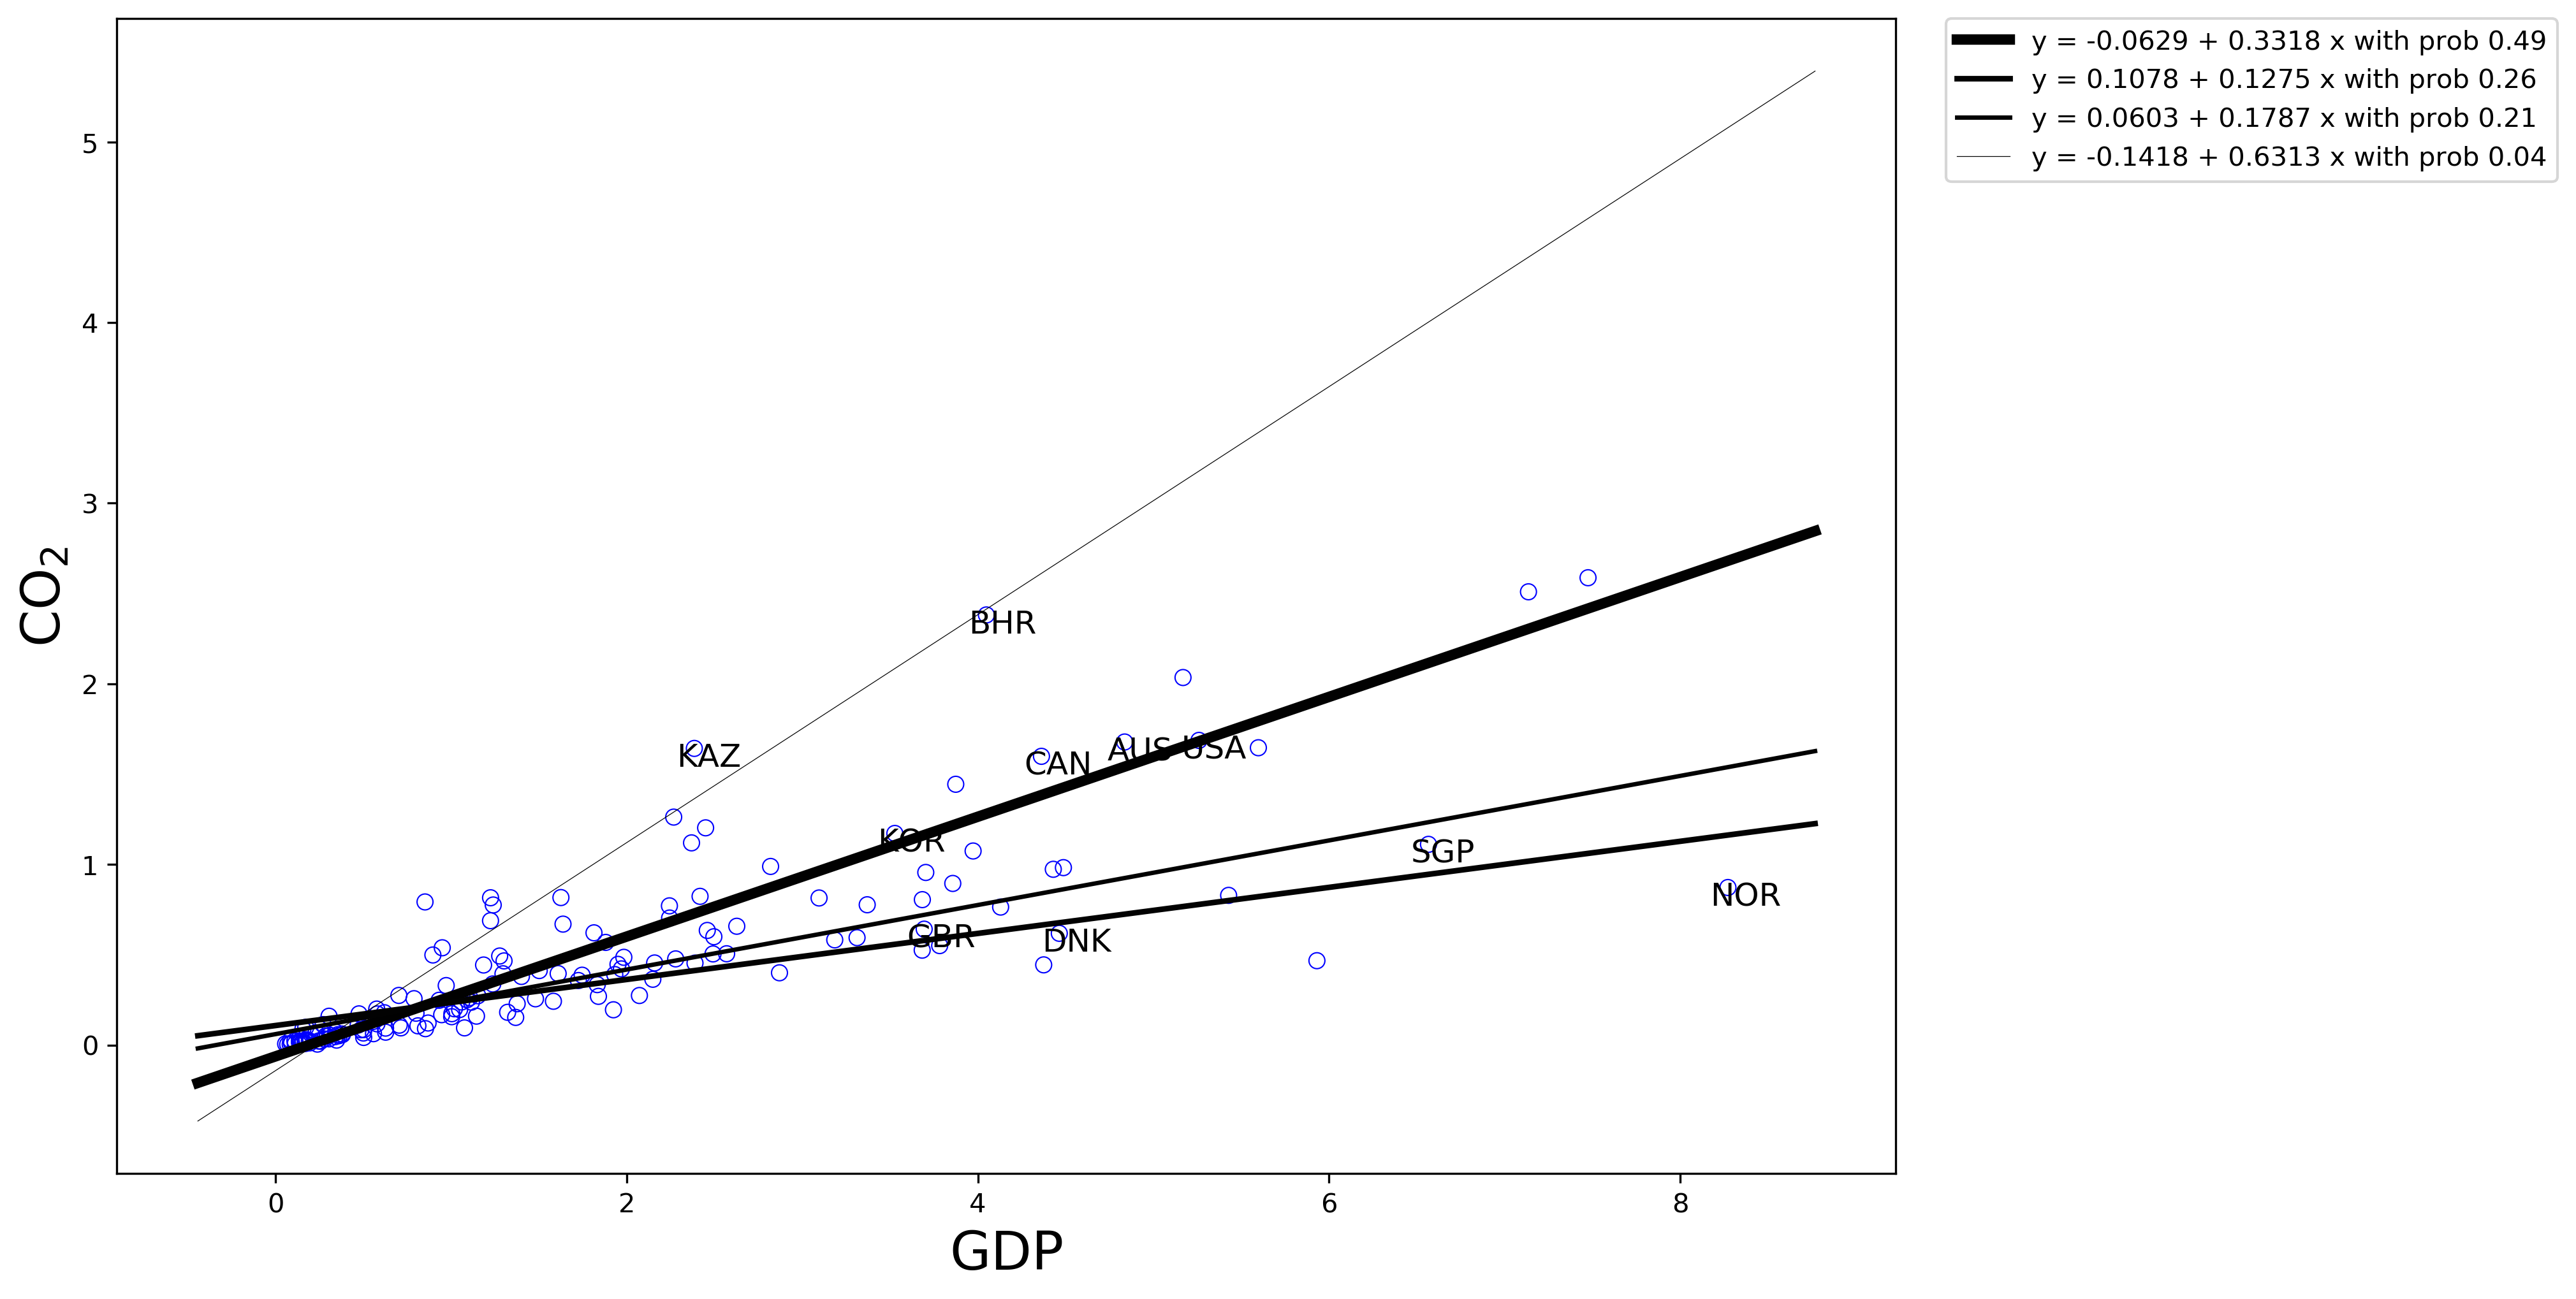 y = -0.0629 + 0.3318 x with prob 0.49
y = 0.1078 + 0.1275 x with prob 0.26
y = 0.0603 + 0.1787 x with prob 0.21
y = -0.1418 + 0.6313 x with prob 0.04
5
4
3
2
1
0
CO₂
BHR
KAZ
CAN
AUS
USA
KOR
SGP
NOR
GBR
DNK
0
2
4
6
8
GDP